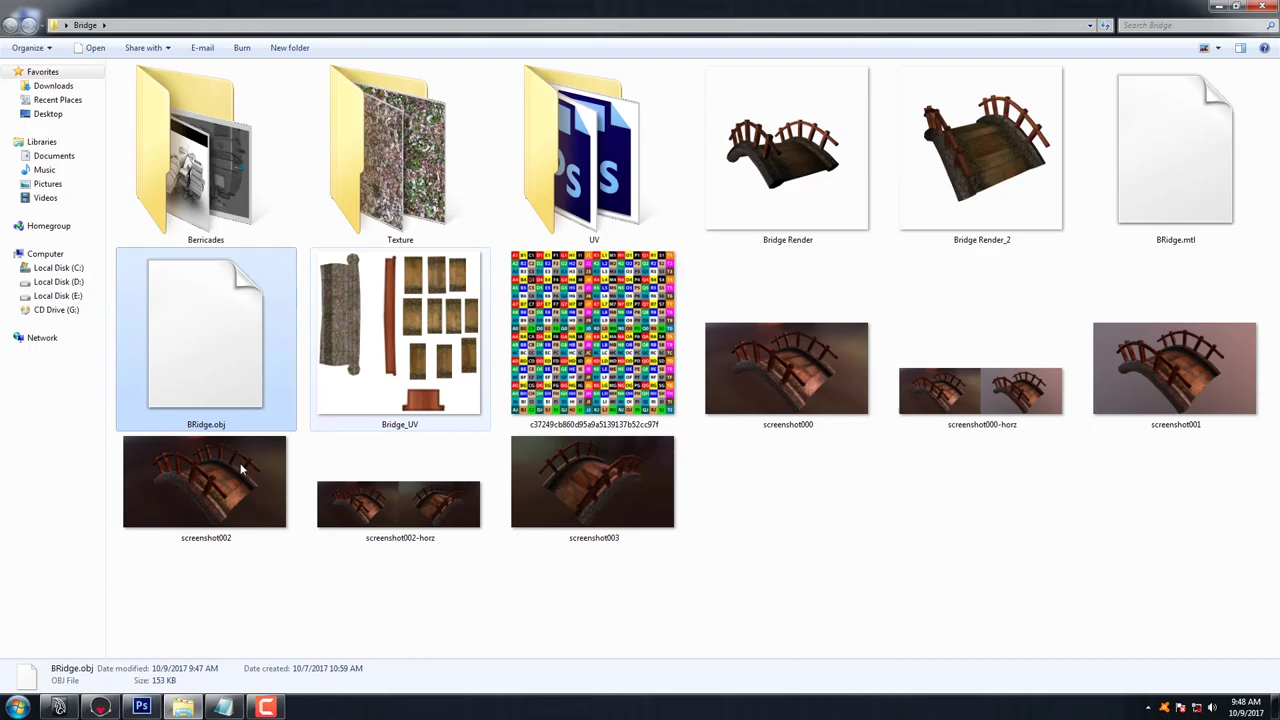 Bridge
Search Bridge
Organize
Open
Share with
E-mail
Burn
New folder
Favorites
Downloads
Recent Places
Desktop
Libraries
Documents
Music
Pictures
Videos
Homegroup
Computer
Local Disk (C:)
Local Disk (D:)
Local Disk (E:)
CD Drive (G:)
Network
Ps
S
Berricades
Texture
UV
Bridge Render
Bridge Render_2
BRidge.mtl
BRidge.obj
Bridge_UV
c37249cb860d95a9a5139137b52cc97f
screenshot000
screenshot000-horz
screenshot001
screenshot002
screenshot002-horz
screenshot003
BRidge.obj Date modified: 10/9/2017 9:47 AM Date created: 10/7/2017 10:59 AM
OBJ File Size: 153 KB
Ps
9:48 AM
10/9/2017